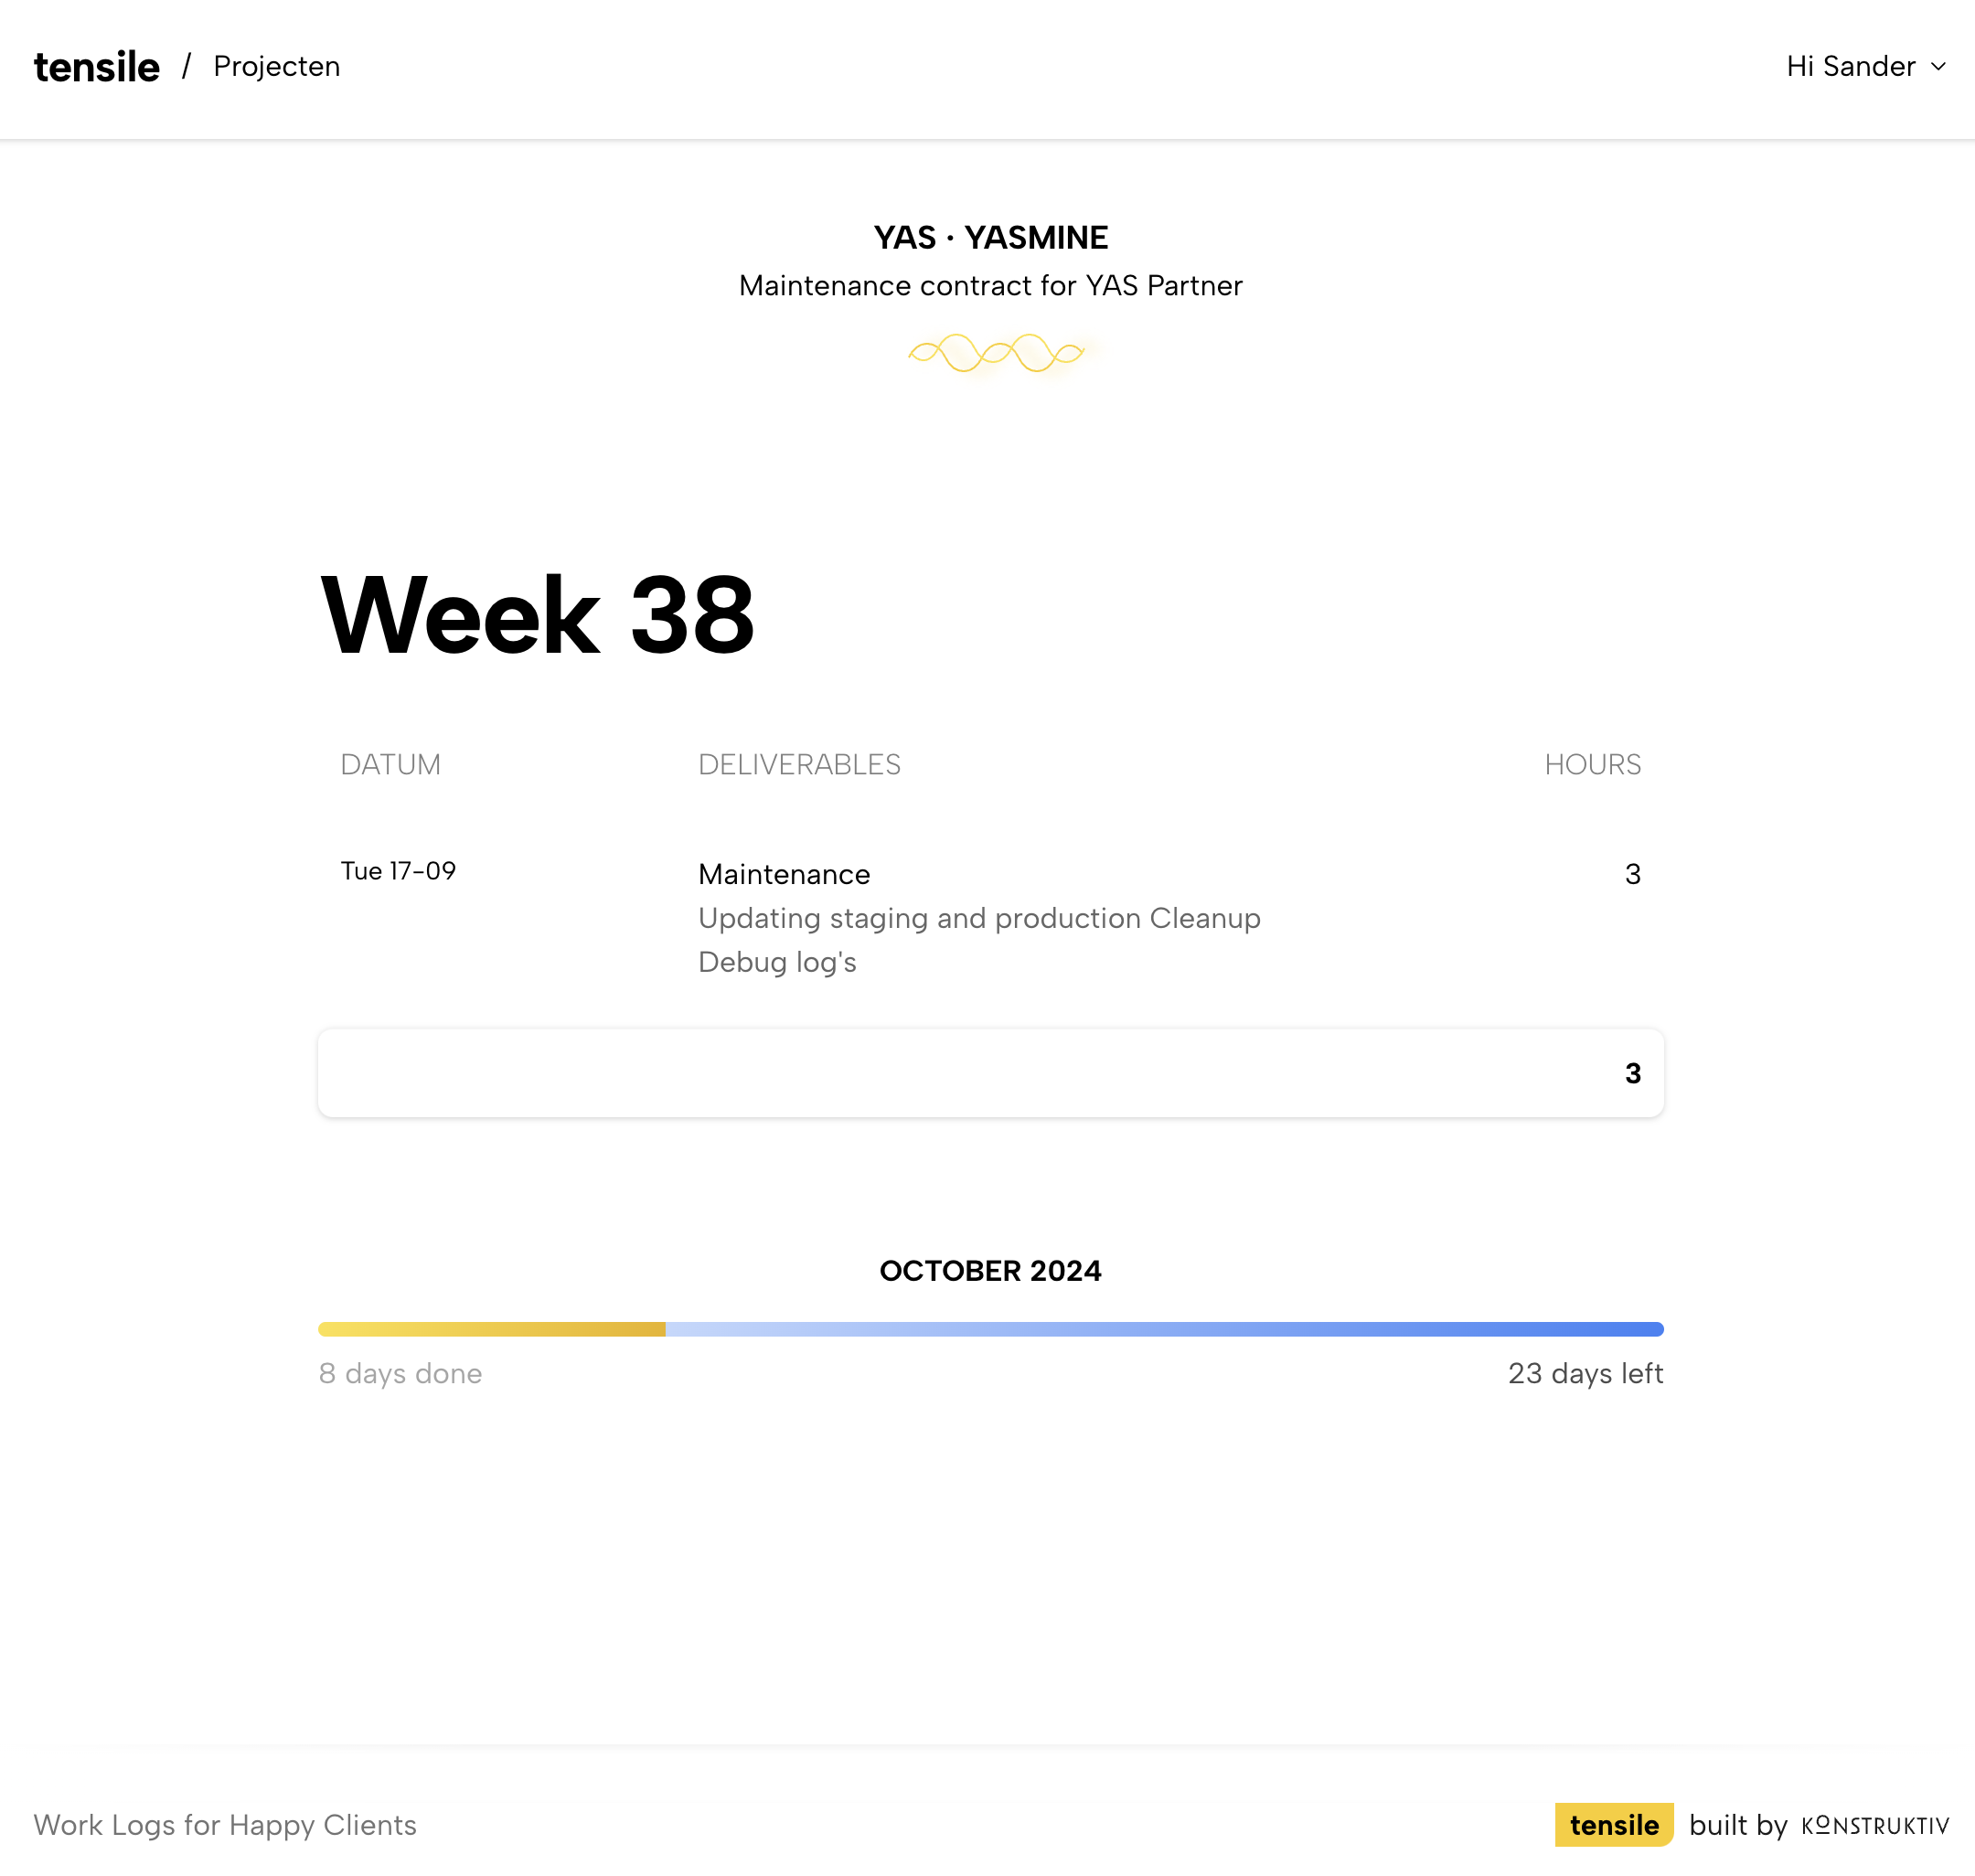 tensile / Projecten
Hi Sander
YAS · YASMINE
Maintenance contract for YAS Partner
Week 38
DATUM DELIVERABLES HOURS
Tue 17-09 Maintenance 3
Updating staging and production Cleanup
Debug log's
3
OCTOBER 2024
8 days done 23 days left
Work Logs for Happy Clients
tensile built by KONSTRUKTIV